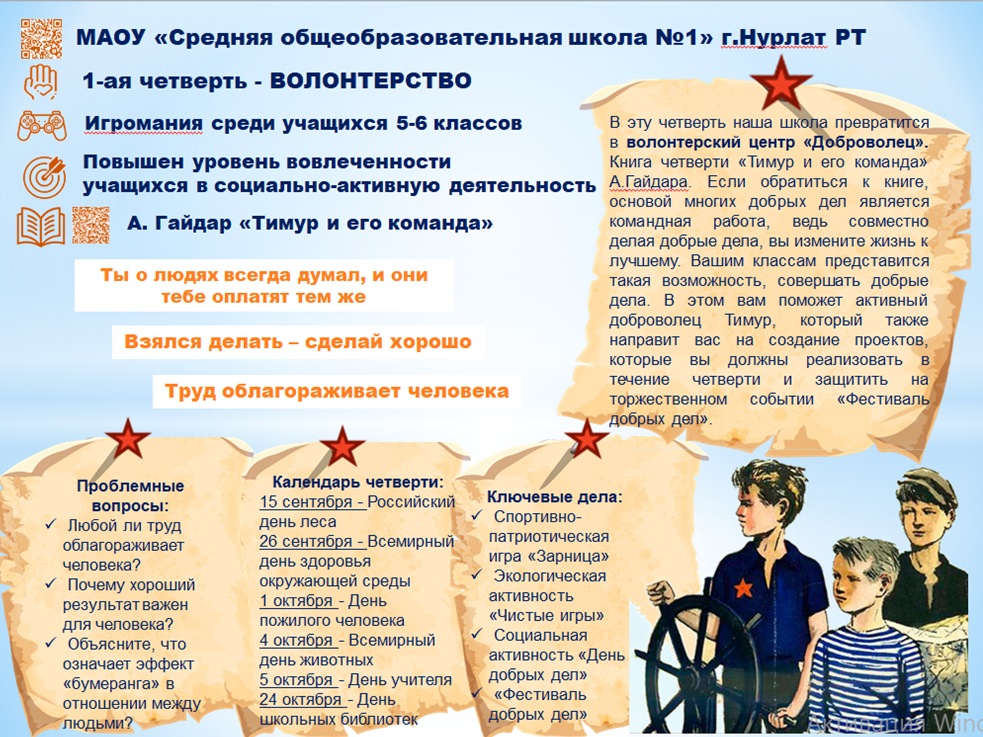 МАОУ «Средняя общеобразовательная школа №1» г.Нурлат РТ
1-ая четверть - ВОЛОНТЕРСТВО
Игромания среди учащихся 5-6 классов
Повышен уровень вовлеченности
учащихся в социально-активную деятельность
А. Гайдар «Тимур и его команда»
Ты о людях всегда думал, и они
тебе оплатят тем же
Взялся делать – сделай хорошо
Труд облагораживает человека
В эту четверть наша школа превратится
в волонтерский центр «Доброволец».
Книга четверти «Тимур и его команда»
А.Гайдара. Если обратиться к книге,
основой многих добрых дел является
командная работа, ведь совместно
делая добрые дела, вы измените жизнь к
лучшему. Вашим классам представится
такая возможность, совершать добрые
дела. В этом вам поможет активный
доброволец Тимур, который также
направит вас на создание проектов,
которые вы должны реализовать в
течение четверти и защитить на
торжественном событии «Фестиваль
добрых дел».
Проблемные
вопросы:
✓ Любой ли труд
облагораживает
человека?
✓ Почему хороший
результат важен
для человека?
✓ Объясните, что
означает эффект
«бумеранга» в
отношении между
людьми?
Календарь четверти:
15 сентября - Российский
день леса
26 сентября - Всемирный
день здоровья
окружающей среды
1 октября - День
пожилого человека
4 октября - Всемирный
день животных
5 октября - День учителя
24 октября - День
школьных библиотек
Ключевые дела:
✓ Спортивно-
патриотическая
игра «Зарница»
✓ Экологическая
активность
«Чистые игры»
✓ Социальная
активность «День
добрых дел»
✓ «Фестиваль
добрых дел»
Активация Wind